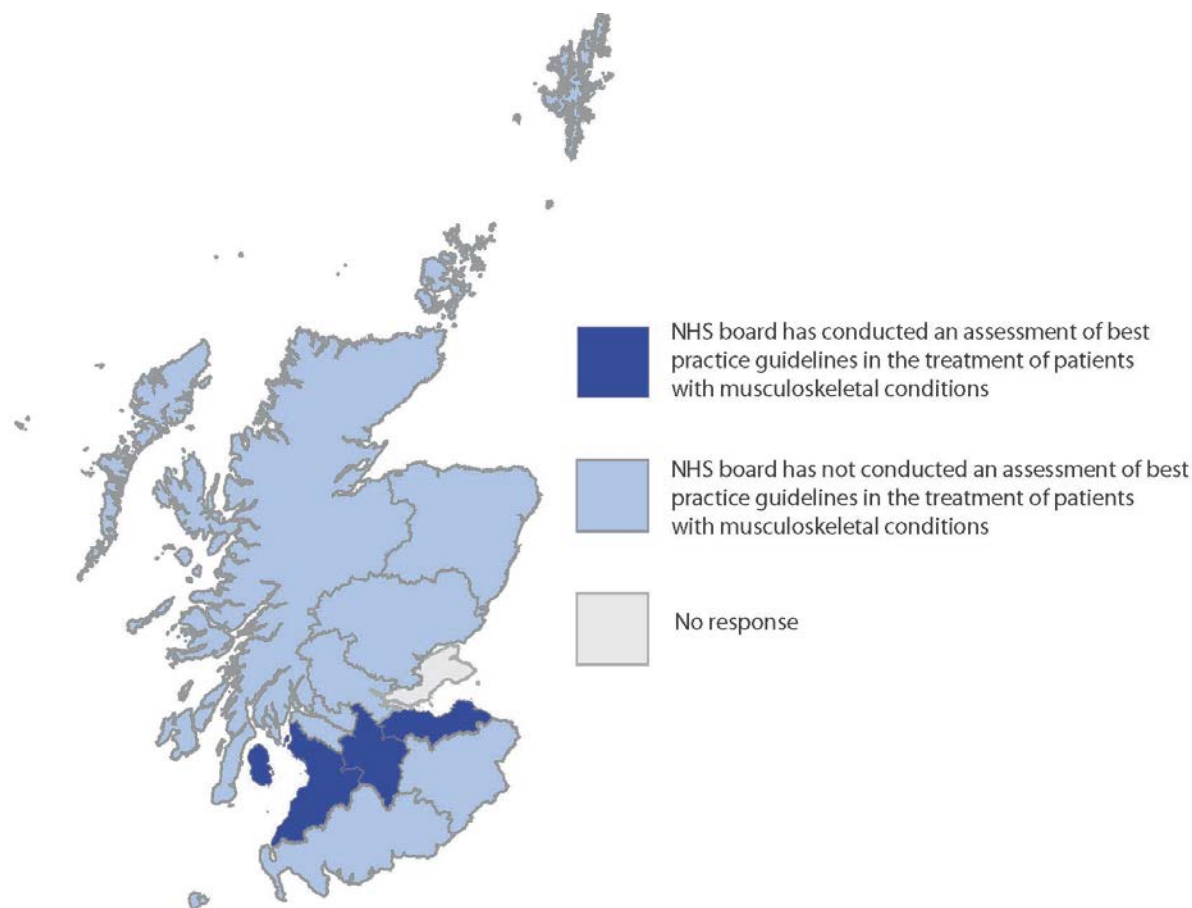 NHS board has conducted an assessment of best
practice guidelines in the treatment of patients
with musculoskeletal conditions
NHS board has not conducted an assessment of best
practice guidelines in the treatment of patients
with musculoskeletal conditions
No response